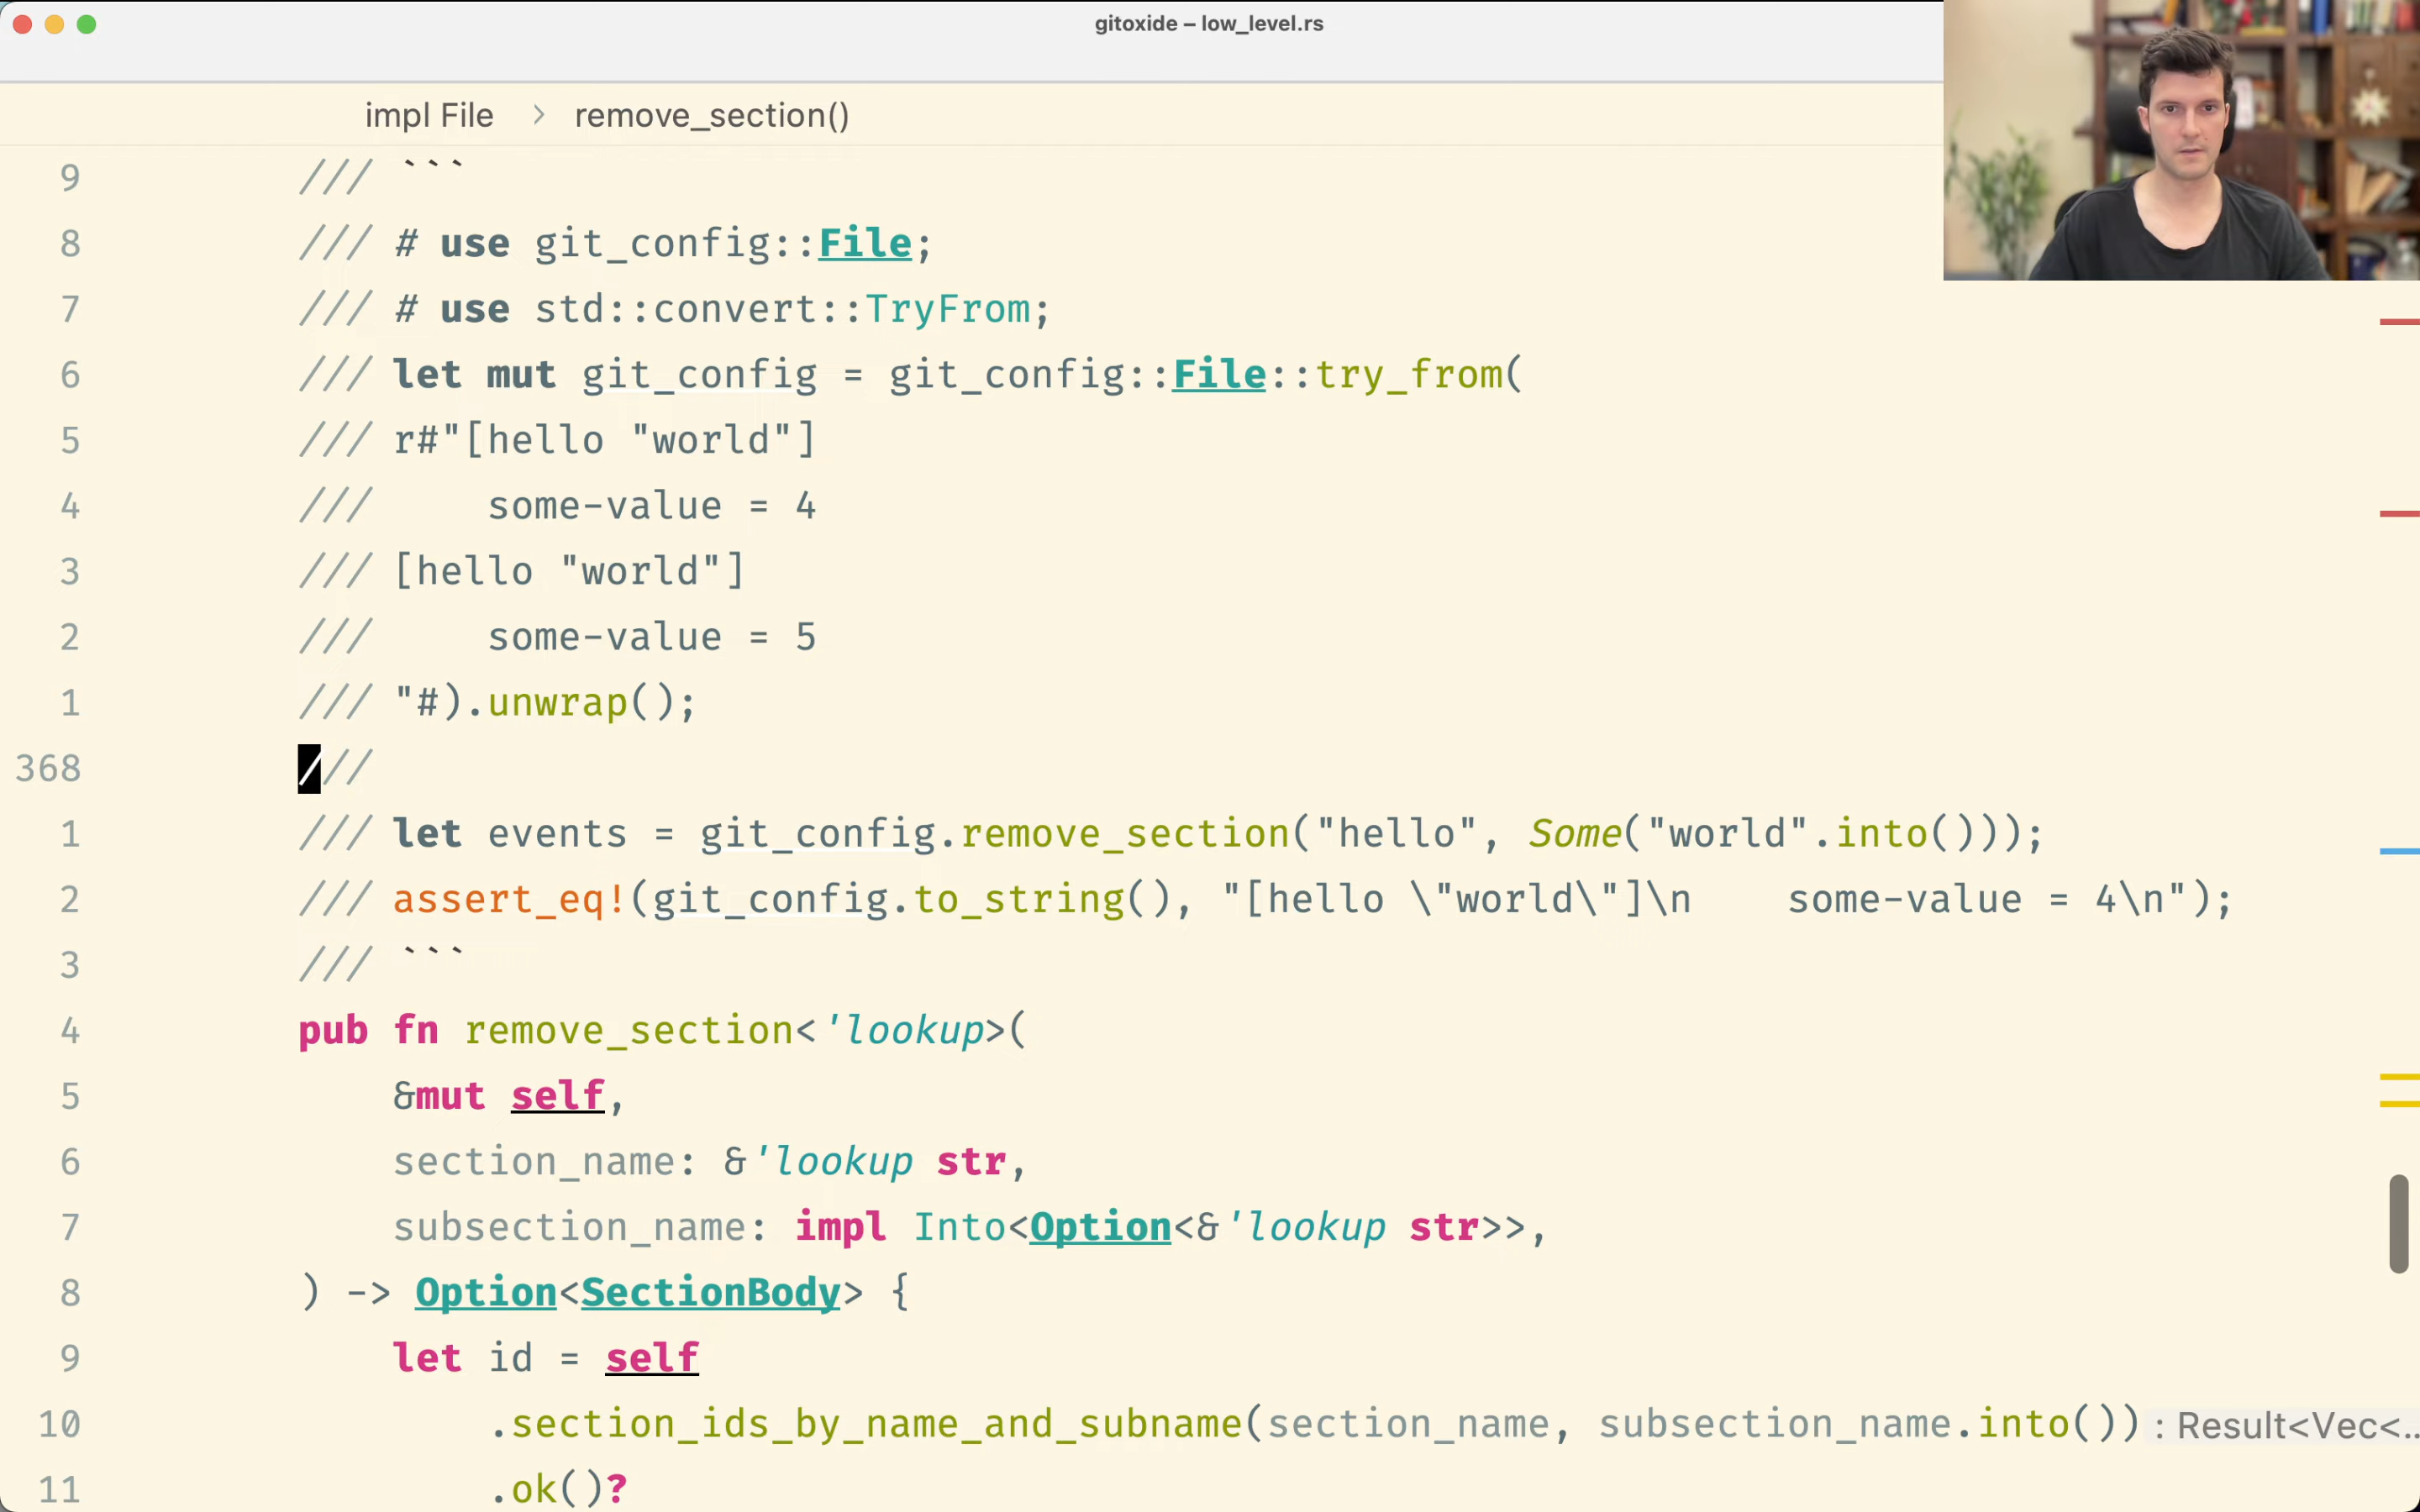 gitoxide – low_level.rs
impl File > remove_section()
9 /// ```
8 /// # use git_config::File;
7 /// # use std::convert::TryFrom;
6 /// let mut git_config = git_config::File::try_from(
5 /// r#"[hello "world"]
4 ///     some-value = 4
3 /// [hello "world"]
2 ///     some-value = 5
1 /// "#).unwrap();
368 ///
1 /// let events = git_config.remove_section("hello", Some("world".into()));
2 /// assert_eq!(git_config.to_string(), "[hello \"world\"]\n    some-value = 4\n");
3 /// ```
4 pub fn remove_section<'lookup>(
5     &mut self,
6     section_name: &'lookup str,
7     subsection_name: impl Into<Option<&'lookup str>>,
8 ) -> Option<SectionBody> {
9     let id = self
10         .section_ids_by_name_and_subname(section_name, subsection_name.into()) : Result<Vec<…
11         .ok()?